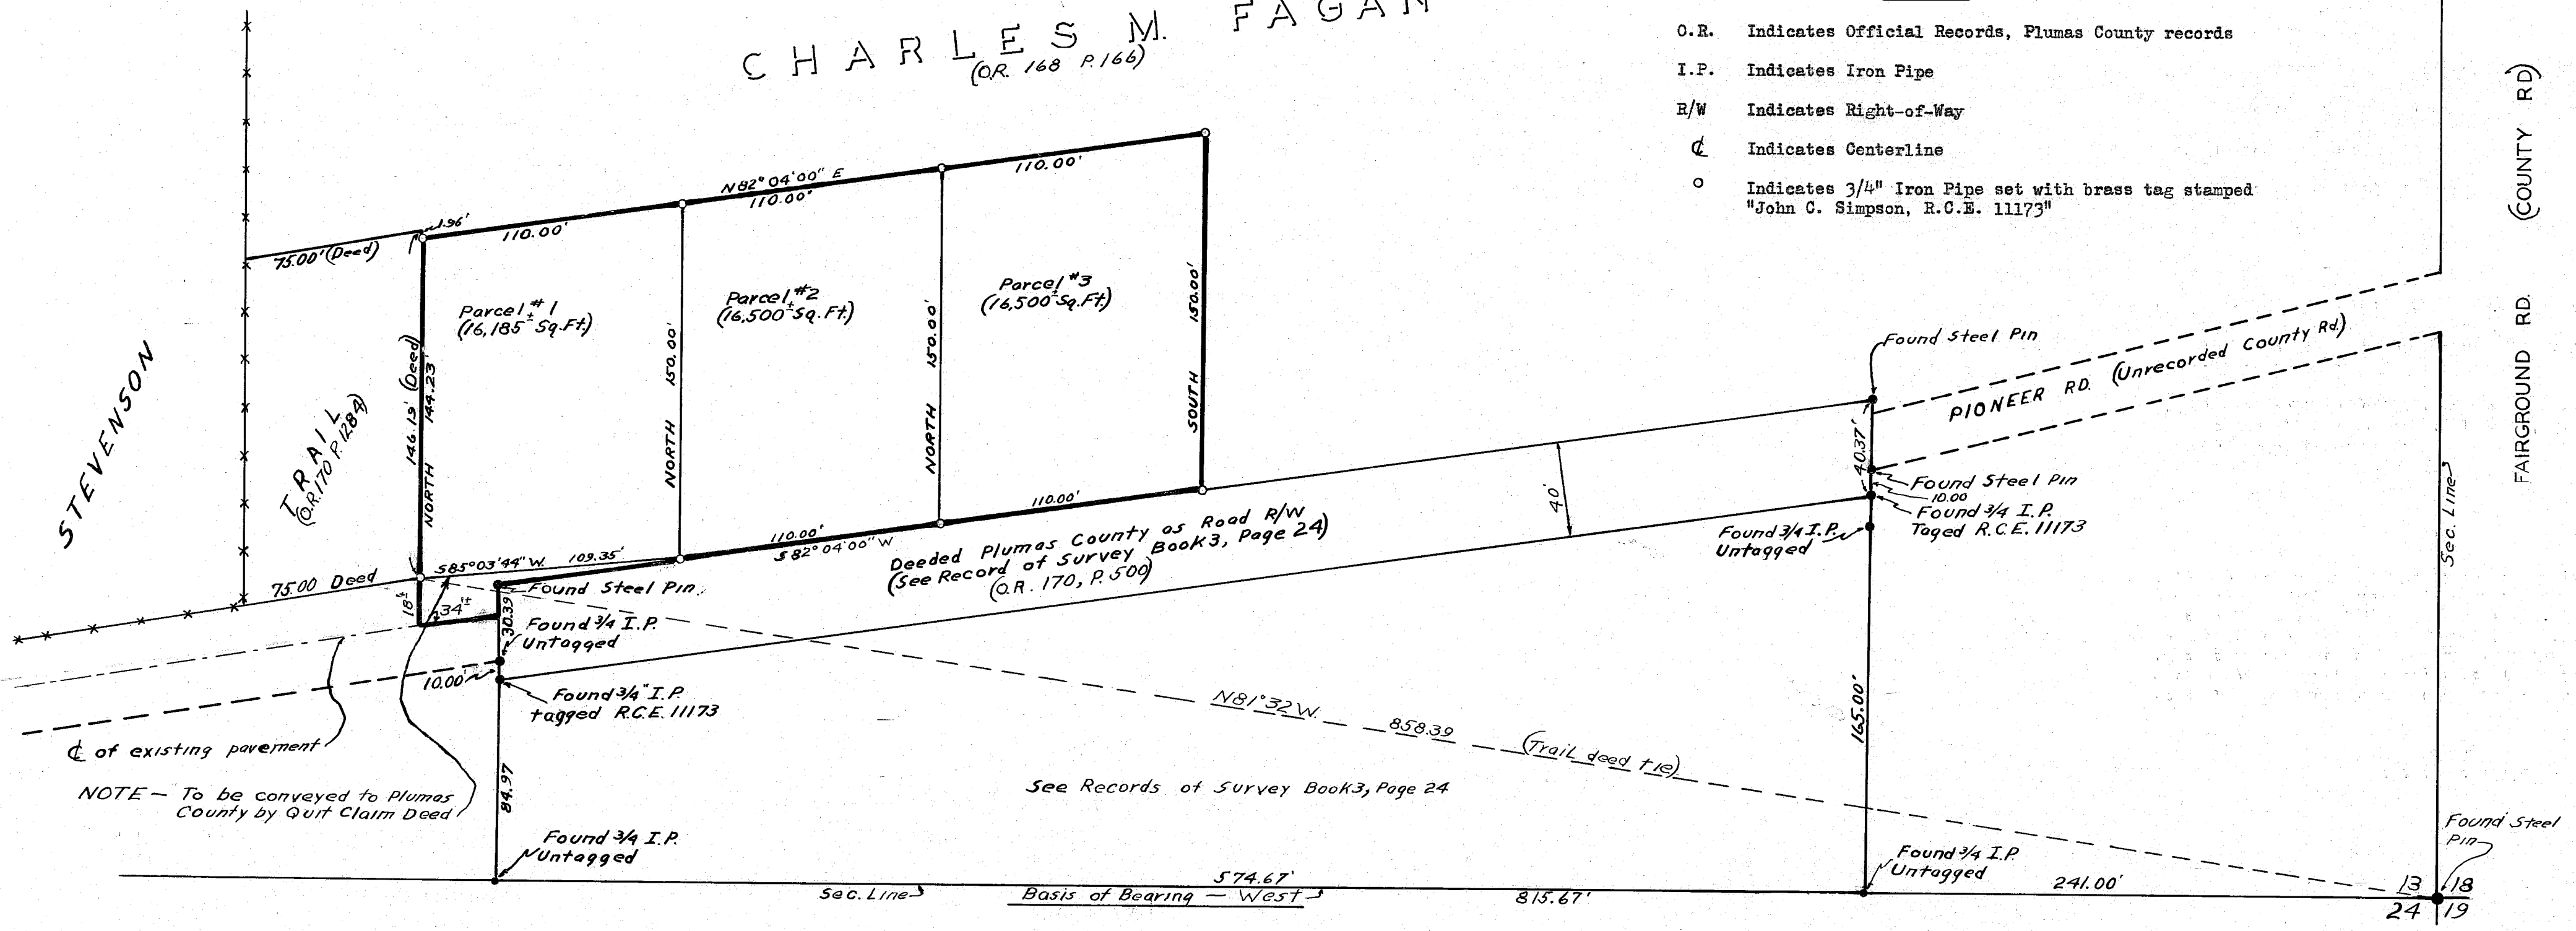 CHARLES M. FAGAN
(O.R. 168 P.166)
O.R. Indicates Official Records, Plumas County records
I.P. Indicates Iron Pipe
R/W Indicates Right-of-Way
℄ Indicates Centerline
o Indicates 3/4" Iron Pipe set with brass tag stamped
"John C. Simpson, R.C.E. 11173"
FAIRGROUND RD. (COUNTY RD)
1.96'
75.00' (Deed)
110.00'
N82°04'00" E
110.00'
110.00'
Parcel #1
(16,185± Sq.Ft.)
Parcel #2
(16,500± Sq.Ft.)
Parcel #3
(16,500± Sq.Ft.)
STEVENSON
TRAIL
(O.R.170 P.1284)
146.19' (Deed)
NORTH 144.23'
NORTH 150.00'
NORTH 150.00'
SOUTH 150.00'
Found Steel Pin
PIONEER RD. (Unrecorded County Rd.)
40.37'
Found Steel Pin
10.00
Found 3/4 I.P.
Taged R.C.E. 11173
Found 3/4 I.P.
Untagged
Sec. Line
40'
75.00 Deed
S85°03'44" W. 109.35'
110.00'
S82°04'00" W
110.00'
Deeded Plumas County as Road R/W
(See Record of Survey Book3, Page 24)
(O.R. 170, P. 500)
18±
34'±
Found Steel Pin
30.39
Found 3/4 I.P.
Untagged
10.00'
Found 3/4" I.P.
tagged R.C.E. 11173
℄ of existing pavement
NOTE — To be conveyed to Plumas
County by Quit Claim Deed
84.97
N81°32'W. 858.39 (Trail deed tie)
165.00'
See Records of Survey Book3, Page 24
Found 3/4 I.P.
Untagged
Found 3/4 I.P.
Untagged
Found Steel
Pin
574.67'
241.00'
Sec. Line
Basis of Bearing — West
815.67'
13 18
24 19